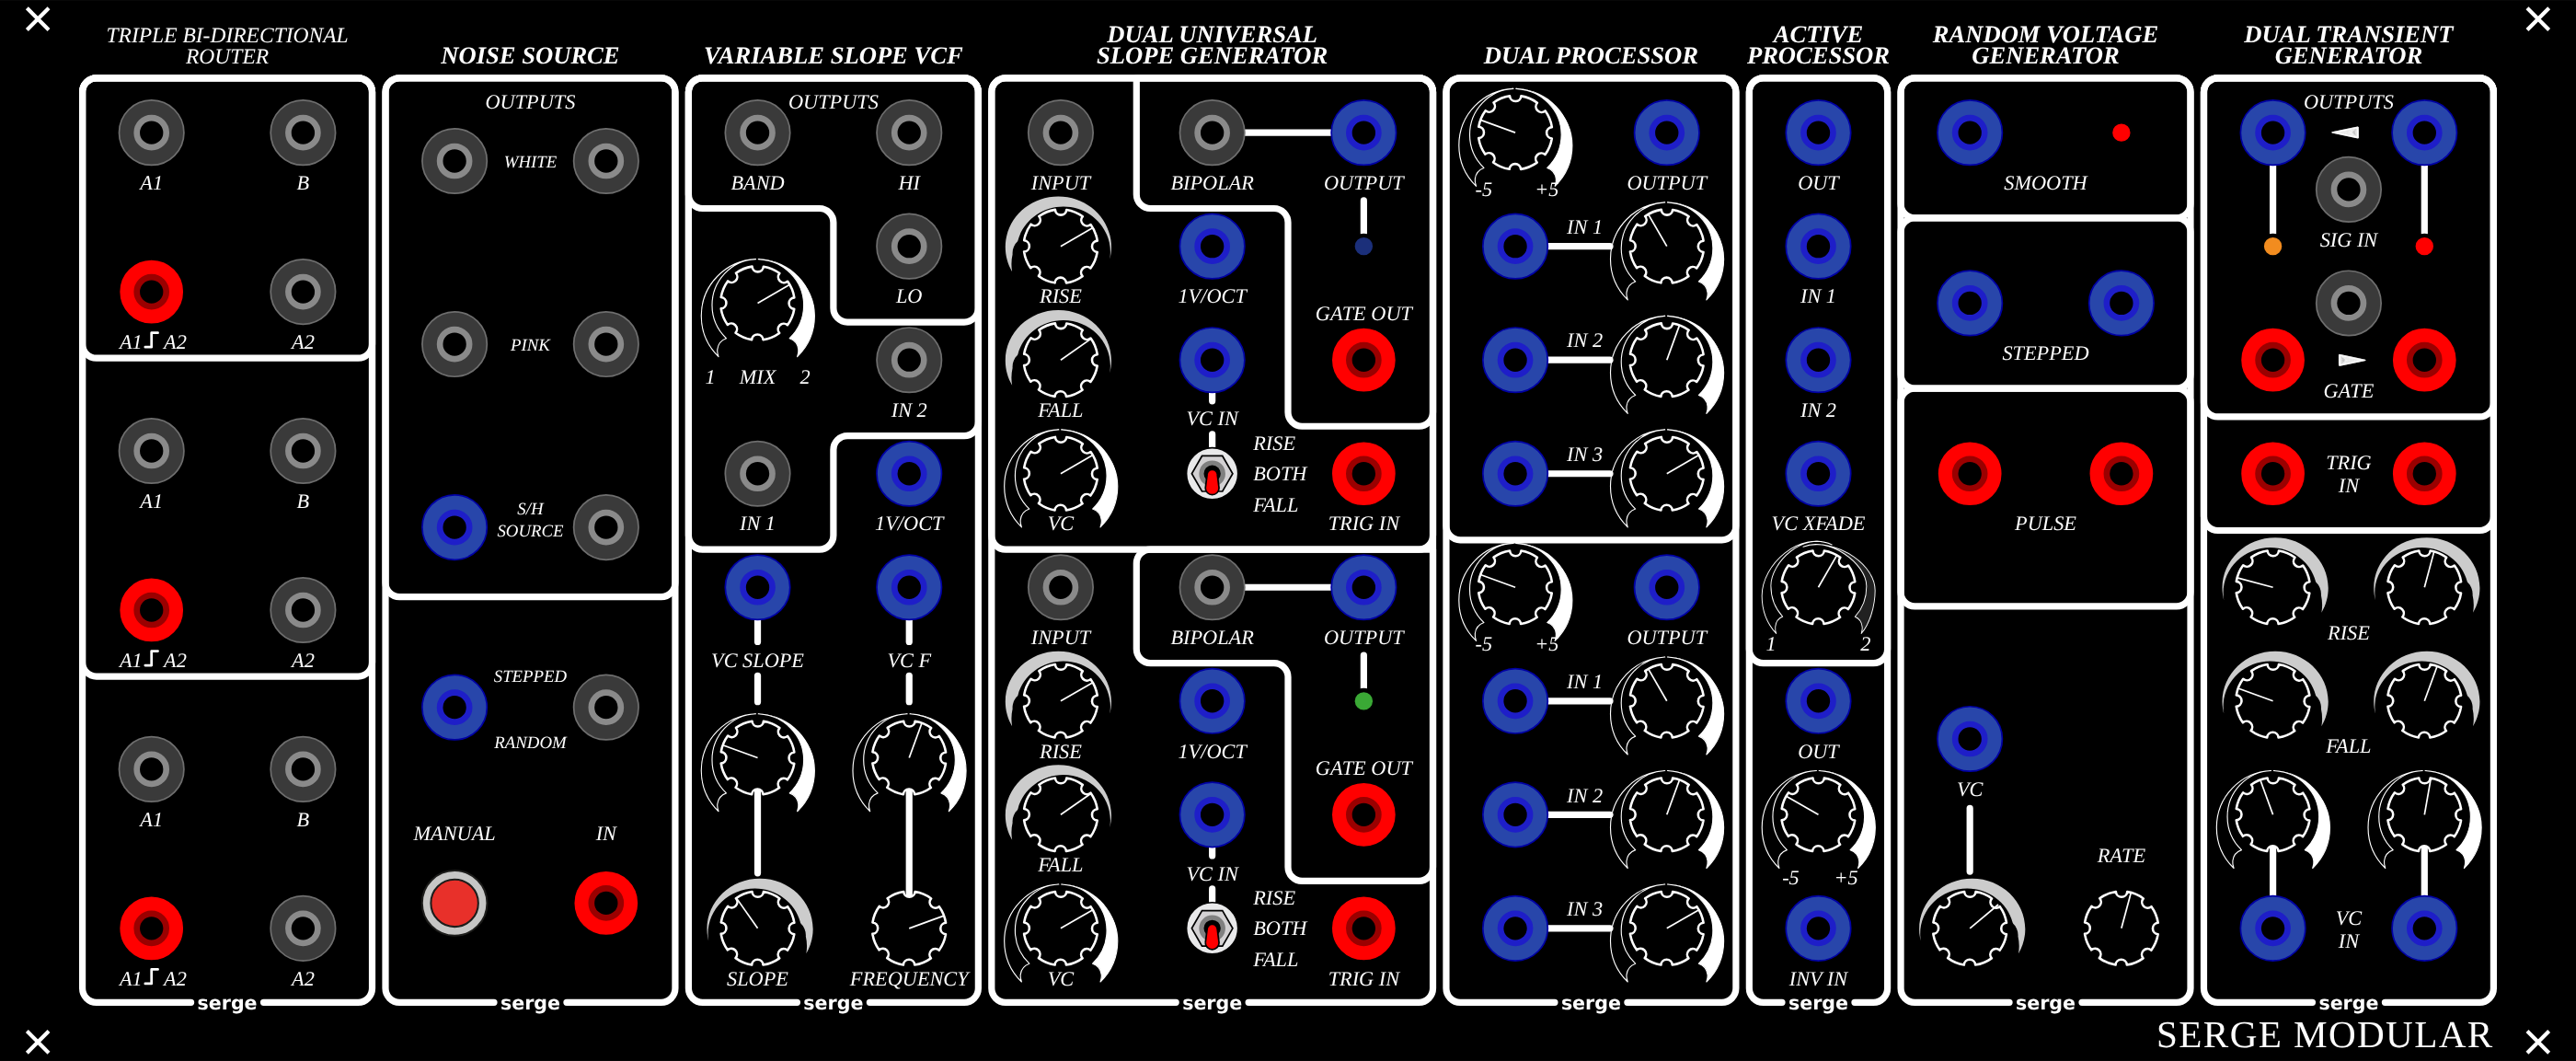 TRIPLE BI-DIRECTIONAL
ROUTER
A1
B
A1 A2
A2
A1
B
A1 A2
A2
A1
B
A1 A2
A2
serge
NOISE SOURCE
OUTPUTS
WHITE
PINK
S/H
SOURCE
STEPPED
RANDOM
MANUAL
IN
serge
VARIABLE SLOPE VCF
OUTPUTS
BAND
HI
LO
1 MIX 2
IN 2
IN 1
1V/OCT
VC SLOPE
VC F
SLOPE
FREQUENCY
serge
DUAL UNIVERSAL
SLOPE GENERATOR
INPUT
BIPOLAR
OUTPUT
RISE
1V/OCT
GATE OUT
FALL
VC IN
RISE
BOTH
FALL
VC
TRIG IN
INPUT
BIPOLAR
OUTPUT
RISE
1V/OCT
GATE OUT
FALL
VC IN
RISE
BOTH
FALL
VC
TRIG IN
serge
DUAL PROCESSOR
-5 +5
OUTPUT
IN 1
IN 2
IN 3
-5 +5
OUTPUT
IN 1
IN 2
IN 3
serge
ACTIVE
PROCESSOR
OUT
IN 1
IN 2
VC XFADE
1 2
OUT
-5 +5
INV IN
serge
RANDOM VOLTAGE
GENERATOR
SMOOTH
STEPPED
PULSE
VC
RATE
serge
DUAL TRANSIENT
GENERATOR
OUTPUTS
SIG IN
GATE
TRIG
IN
RISE
FALL
VC
IN
serge
SERGE MODULAR